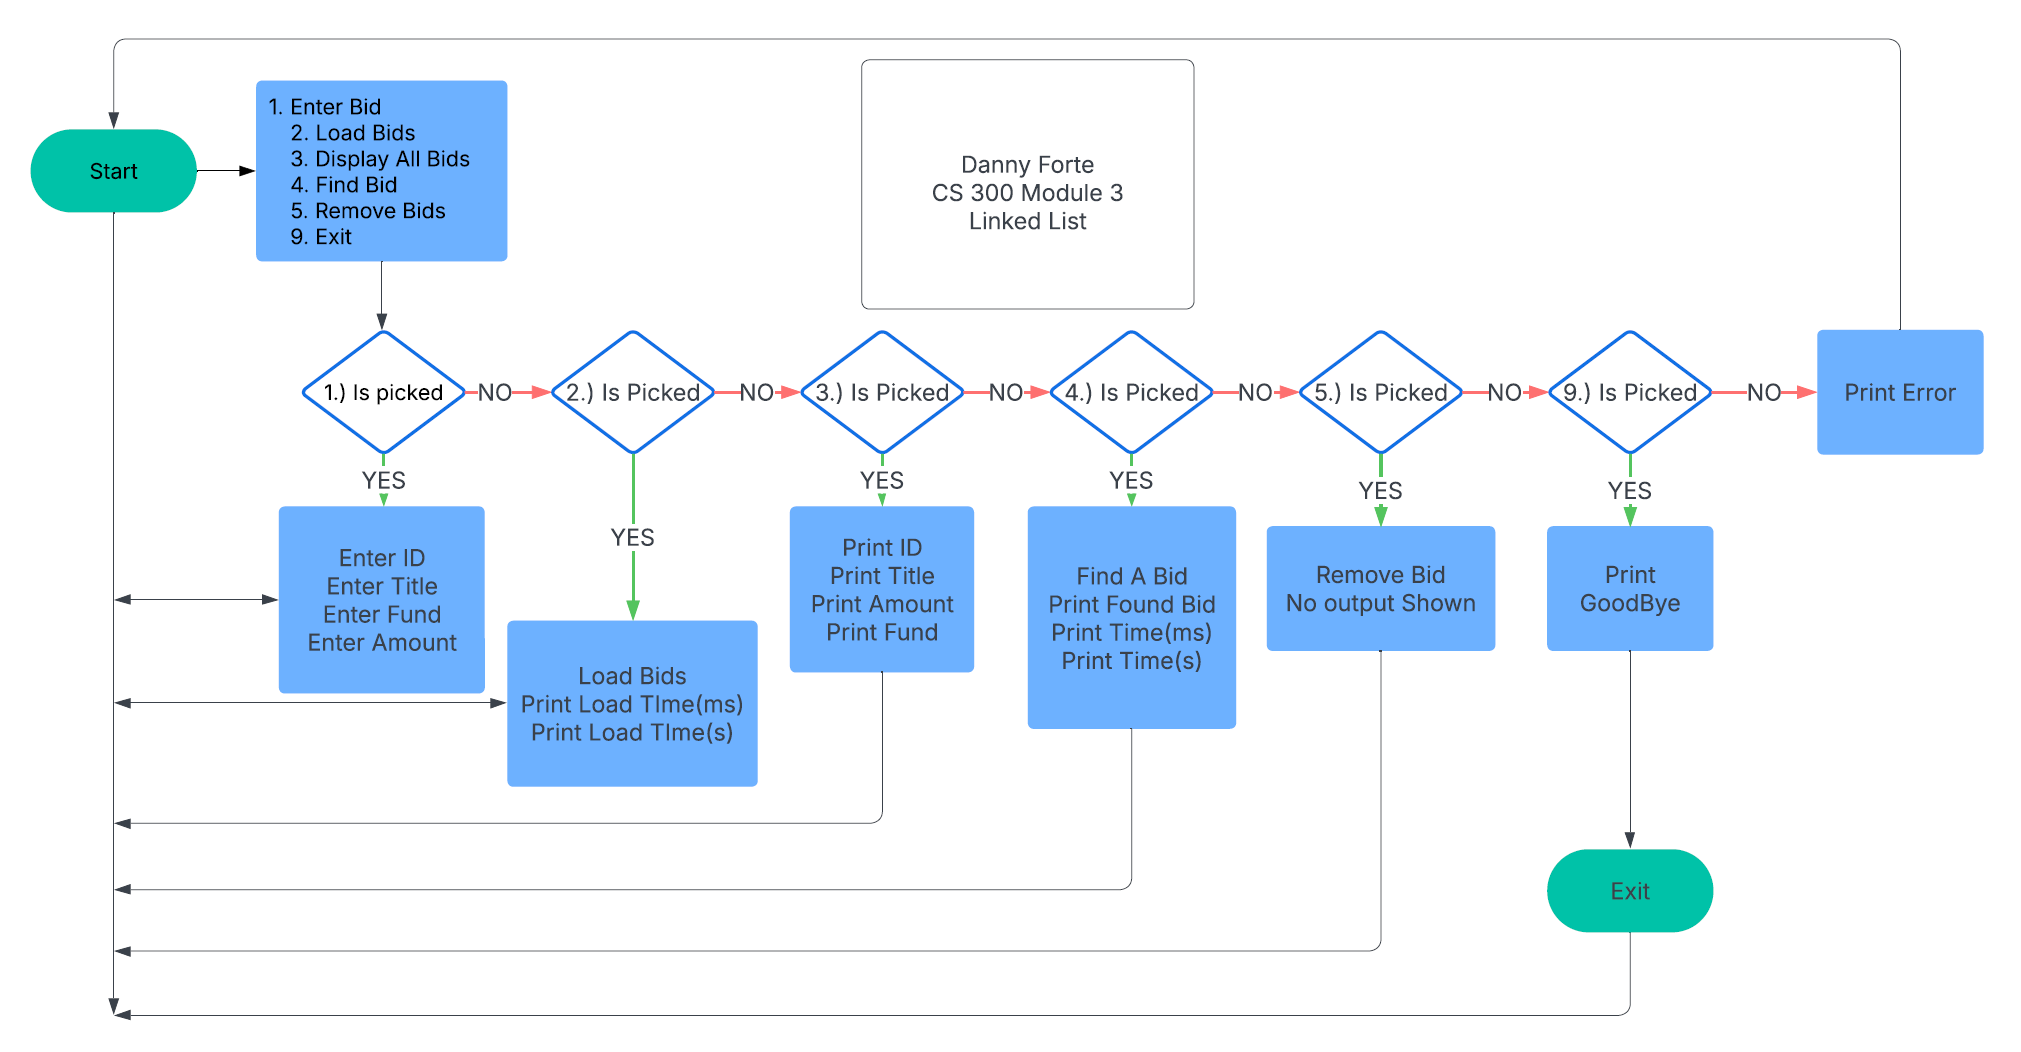 Start
1. Enter Bid
2. Load Bids
3. Display All Bids
4. Find Bid
5. Remove Bids
9. Exit
Danny Forte
CS 300 Module 3
Linked List
1.) Is picked
NO
2.) Is Picked
NO
3.) Is Picked
NO
4.) Is Picked
NO
5.) Is Picked
NO
9.) Is Picked
NO
Print Error
YES
YES
YES
YES
YES
YES
Enter ID
Enter Title
Enter Fund
Enter Amount
Load Bids
Print Load TIme(ms)
Print Load TIme(s)
Print ID
Print Title
Print Amount
Print Fund
Find A Bid
Print Found Bid
Print Time(ms)
Print Time(s)
Remove Bid
No output Shown
Print
GoodBye
Exit